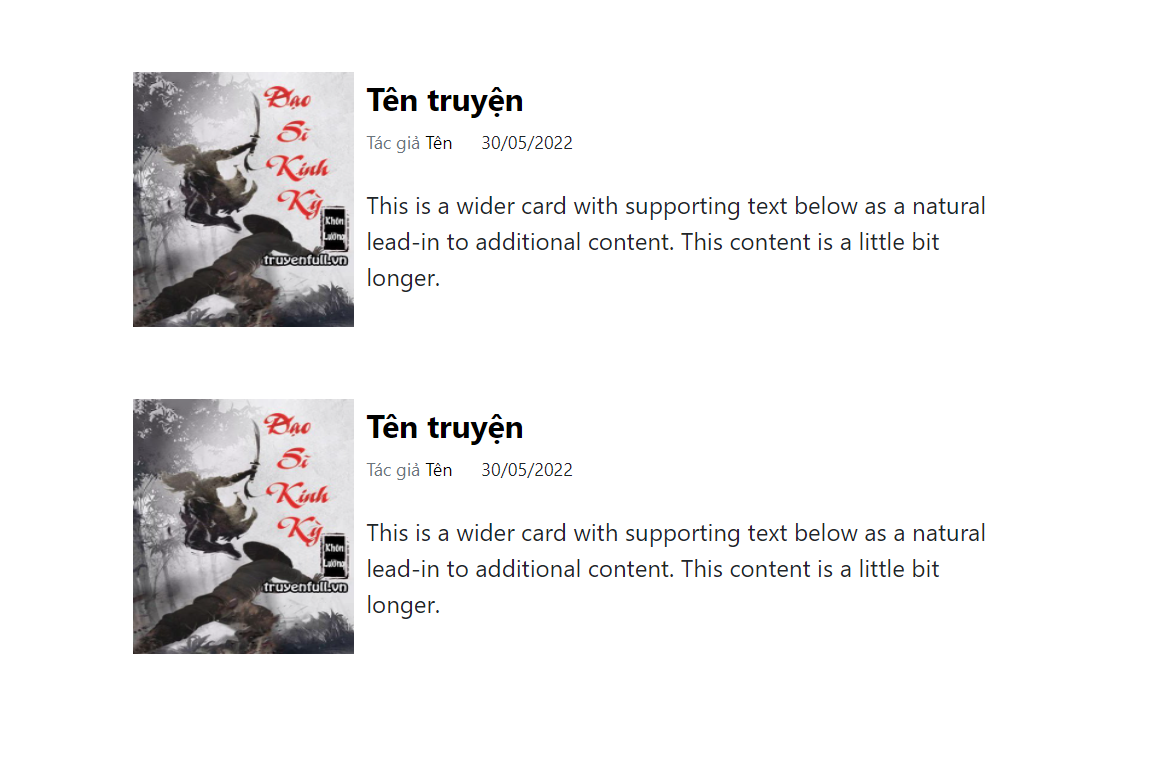 Đạo
Sĩ
Kinh
Kỳ
Khôn
Lương
truyenfull.vn
Tên truyện
Tác giả Tên 30/05/2022
This is a wider card with supporting text below as a natural
lead-in to additional content. This content is a little bit
longer.
Đạo
Sĩ
Kinh
Kỳ
Khôn
Lương
truyenfull.vn
Tên truyện
Tác giả Tên 30/05/2022
This is a wider card with supporting text below as a natural
lead-in to additional content. This content is a little bit
longer.